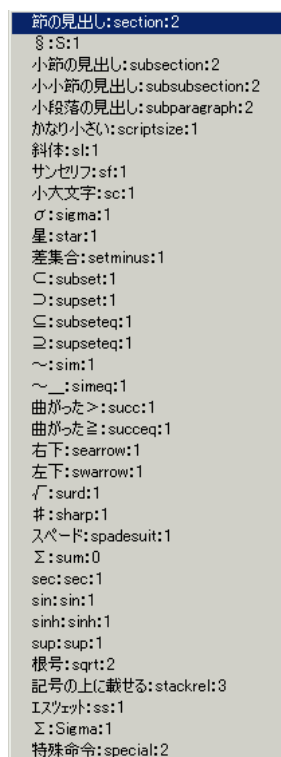 節の見出し:section:2
§:S:1
小節の見出し:subsection:2
小小節の見出し:subsubsection:2
小段落の見出し:subparagraph:2
かなり小さい:scriptsize:1
斜体:sl:1
サンセリフ:sf:1
小大文字:sc:1
σ:sigma:1
星:star:1
差集合:setminus:1
⊂:subset:1
⊃:supset:1
⊆:subseteq:1
⊇:supseteq:1
～:sim:1
～__:simeq:1
曲がった＞:succ:1
曲がった≧:succeq:1
右下:searrow:1
左下:swarrow:1
√:surd:1
＃:sharp:1
スペード:spadesuit:1
Σ:sum:0
sec:sec:1
sin:sin:1
sinh:sinh:1
sup:sup:1
根号:sqrt:2
記号の上に載せる:stackrel:3
エスツェット:ss:1
Σ:Sigma:1
特殊命令:special:2